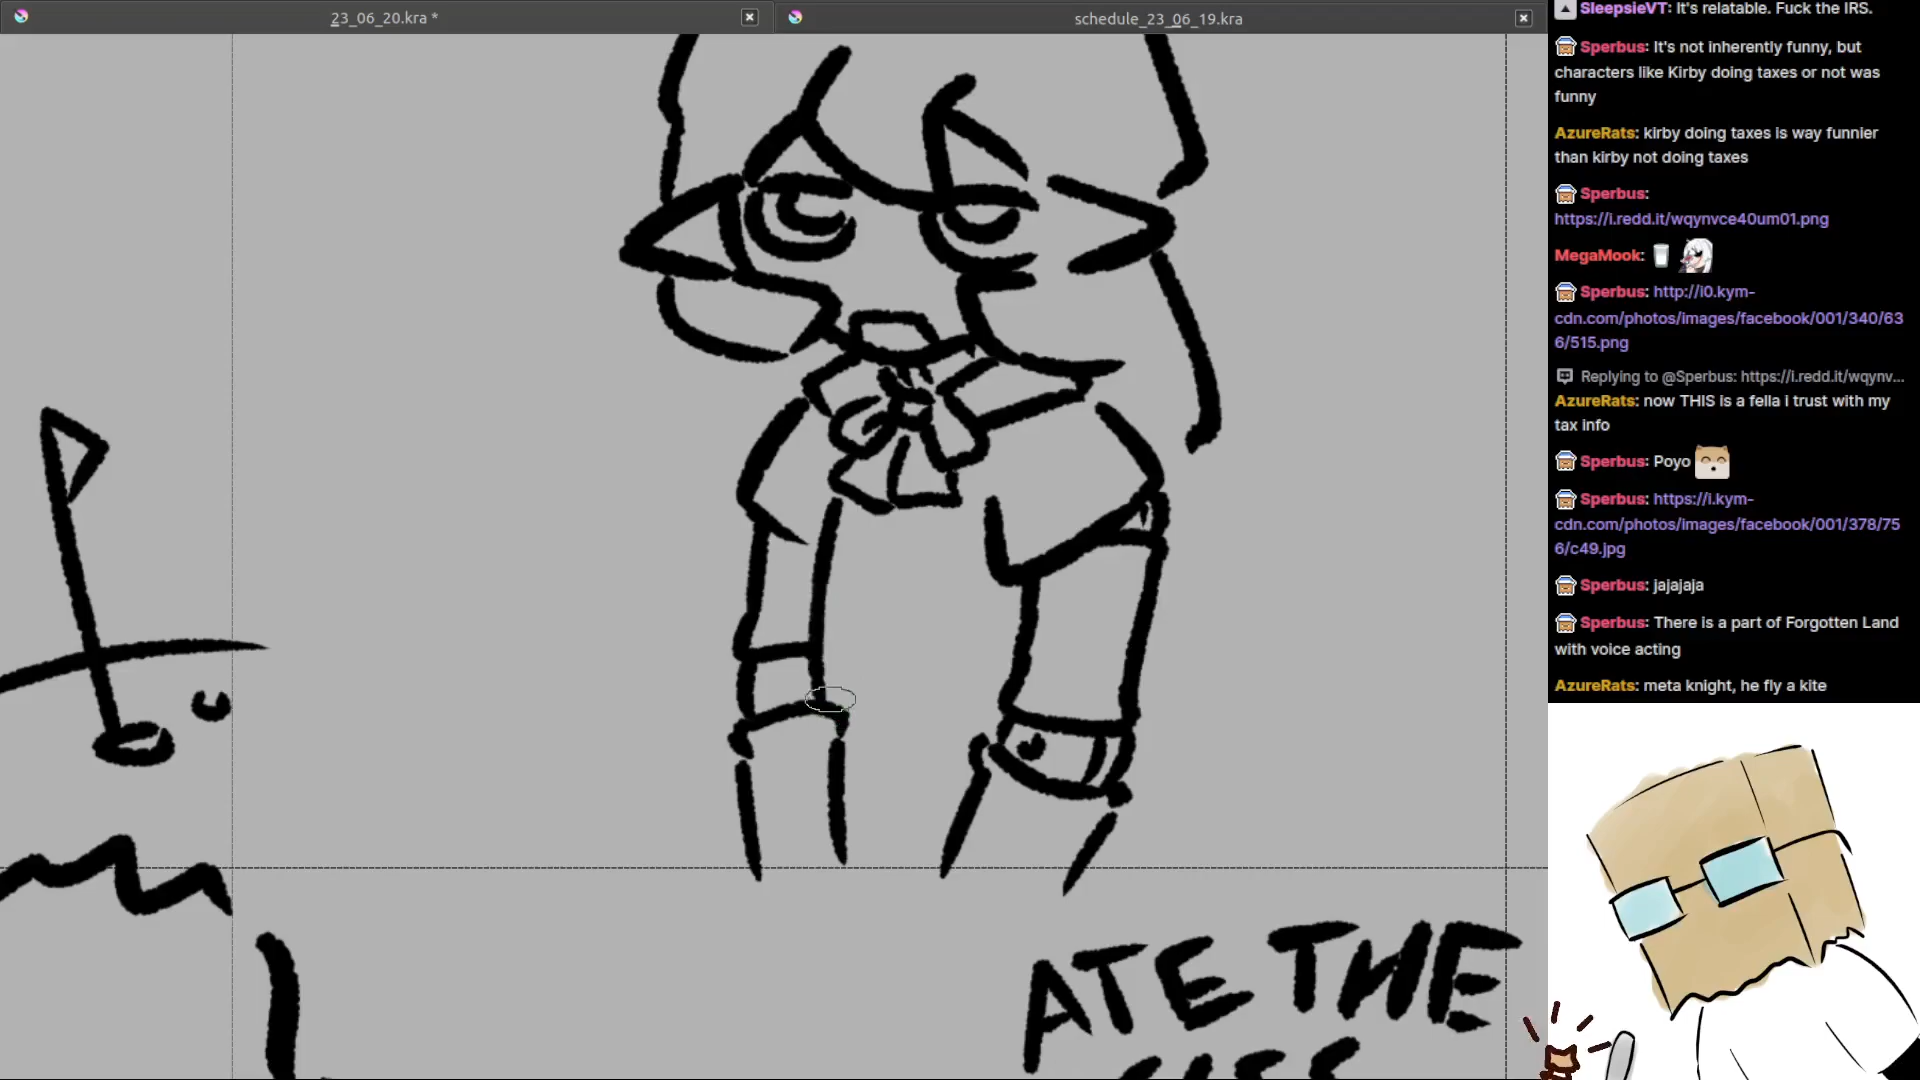 23_06_20.kra *
schedule_23_06_19.kra
SleepsieVT: It's relatable. Fuck the IRS.
Sperbus: It's not inherently funny, but
characters like Kirby doing taxes or not was
funny
AzureRats: kirby doing taxes is way funnier
than kirby not doing taxes
Sperbus:
https://i.redd.it/wqynvce40um01.png
MegaMook:
Sperbus: http://i0.kym-
cdn.com/photos/images/facebook/001/340/63
6/515.png
Replying to @Sperbus: https://i.redd.it/wqynv...
AzureRats: now THIS is a fella i trust with my
tax info
Sperbus: Poyo
Sperbus: https://i.kym-
cdn.com/photos/images/facebook/001/378/75
6/c49.jpg
Sperbus: jajajaja
Sperbus: There is a part of Forgotten Land
with voice acting
AzureRats: meta knight, he fly a kite
ATE THE